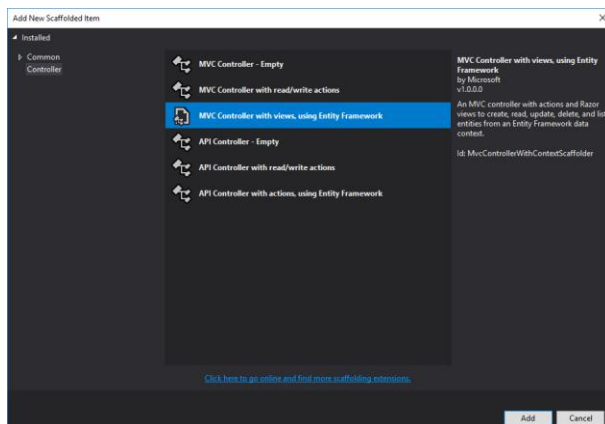 Add New Scaffolded Item
Installed
Common
Controller
MVC Controller - Empty
MVC Controller with read/write actions
MVC Controller with views, using Entity Framework
API Controller - Empty
API Controller with read/write actions
API Controller with actions, using Entity Framework
MVC Controller with views, using Entity
Framework
by Microsoft
v1.0.0.0
An MVC controller with actions and Razor
views to create, read, update, delete, and list
entities from an Entity Framework data
context.
Id: MvcControllerWithContextScaffolder
Click here to go online and find more scaffolding extensions.
Add
Cancel